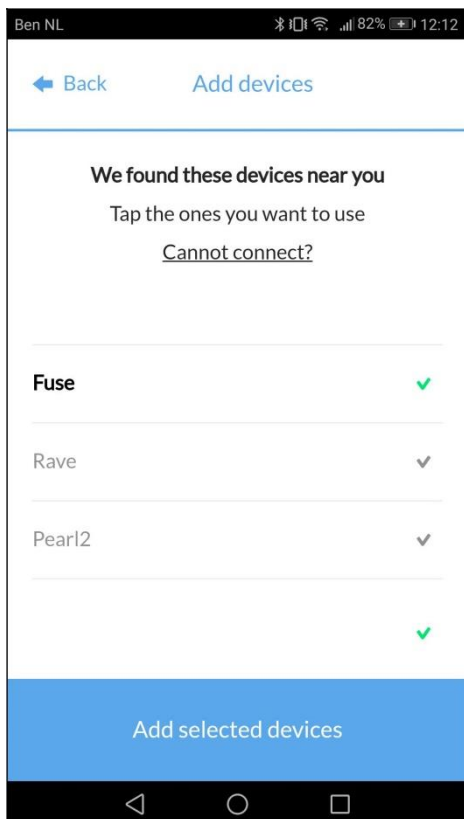 Ben NL 82% 12:12
Back Add devices
We found these devices near you
Tap the ones you want to use
Cannot connect?
Fuse
Rave
Pearl2
Add selected devices